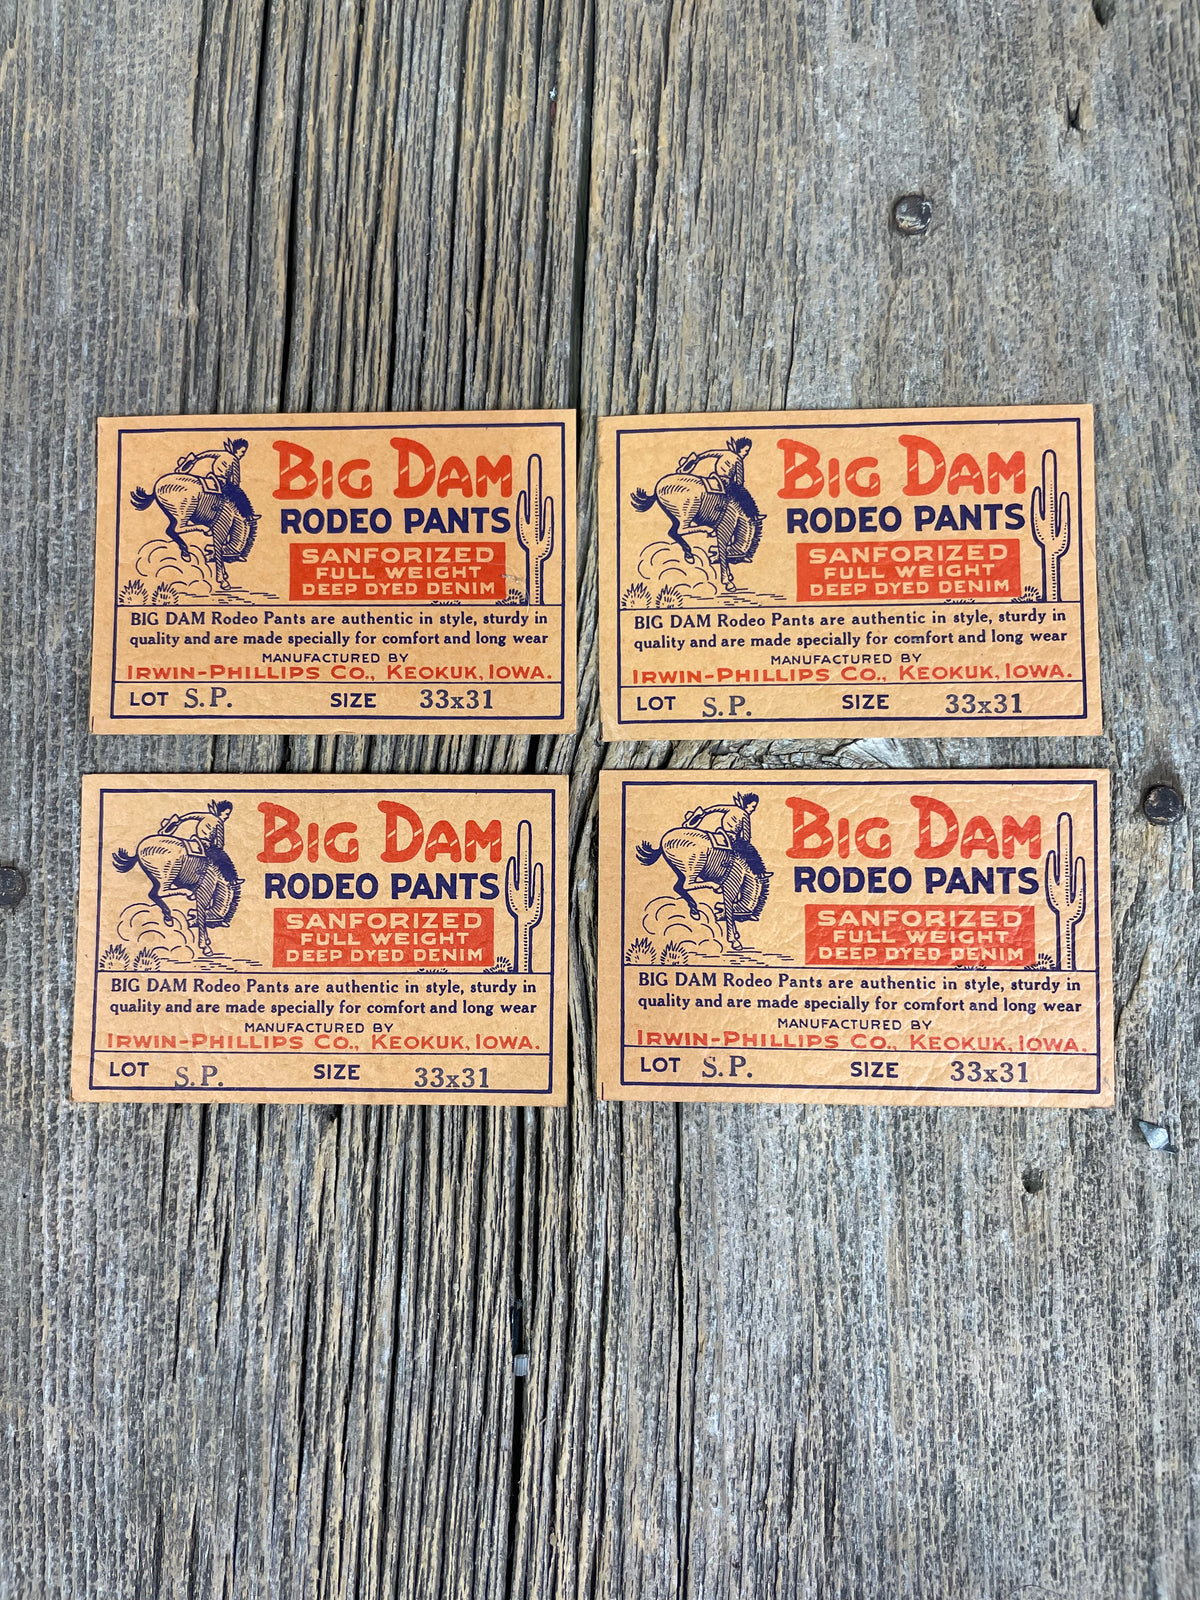 BIG DAM
RODEO PANTS
SANFORIZED
FULL WEIGHT
DEEP DYED DENIM
BIG DAM Rodeo Pants are authentic in style, sturdy in
quality and are made specially for comfort and long wear
MANUFACTURED BY
IRWIN-PHILLIPS CO., KEOKUK, IOWA.
LOT S.P. SIZE 33x31
BIG DAM
RODEO PANTS
SANFORIZED
FULL WEIGHT
DEEP DYED DENIM
BIG DAM Rodeo Pants are authentic in style, sturdy in
quality and are made specially for comfort and long wear
MANUFACTURED BY
IRWIN-PHILLIPS CO., KEOKUK, IOWA.
LOT S.P. SIZE 33x31
BIG DAM
RODEO PANTS
SANFORIZED
FULL WEIGHT
DEEP DYED DENIM
BIG DAM Rodeo Pants are authentic in style, sturdy in
quality and are made specially for comfort and long wear
MANUFACTURED BY
IRWIN-PHILLIPS CO., KEOKUK, IOWA.
LOT S.P. SIZE 33x31
BIG DAM
RODEO PANTS
SANFORIZED
FULL WEIGHT
DEEP DYED DENIM
BIG DAM Rodeo Pants are authentic in style, sturdy in
quality and are made specially for comfort and long wear
MANUFACTURED BY
IRWIN-PHILLIPS CO., KEOKUK, IOWA.
LOT S.P. SIZE 33x31